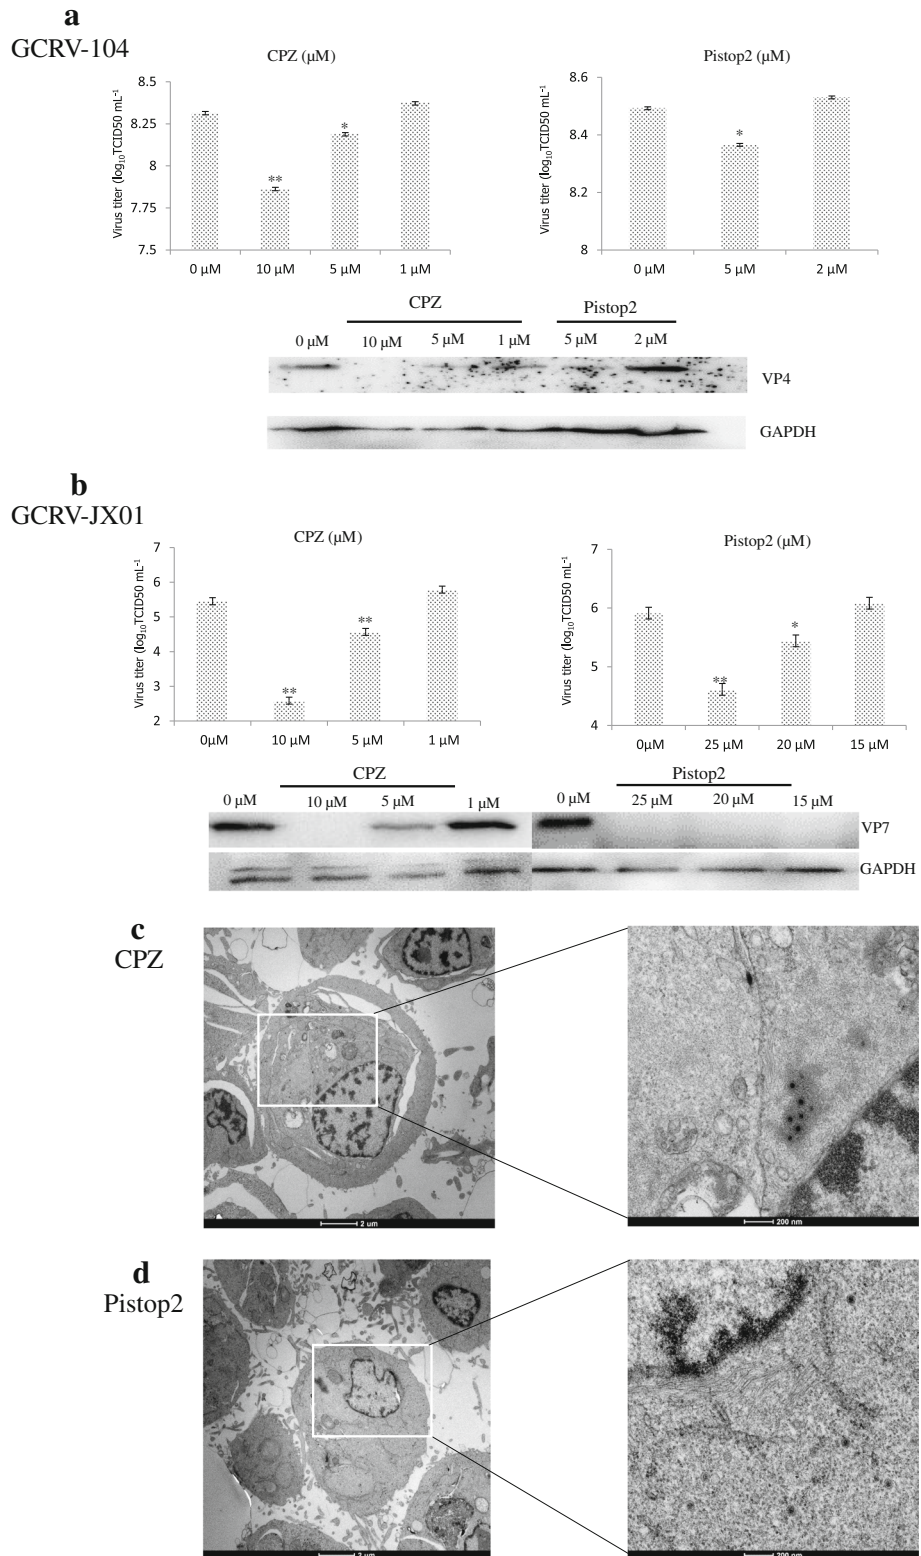 a
GCRV-104
CPZ (µM)
Virus titer (log10TCID50 mL-1
8.5
8.25
8
7.75
7.5
**
*
0 µM 10 µM 5 µM 1 µM
Pistop2 (µM)
Virus titer (log10TCID50 mL-1
8.6
8.4
8.2
8
*
0 µM 5 µM 2 µM
CPZ Pistop2
0 µM 10 µM 5 µM 1 µM 5 µM 2 µM
VP4
GAPDH
b
GCRV-JX01
CPZ (µM)
Virus titer (log10TCID50 mL-1
7
6
5
4
3
2
**
**
0µM 10 µM 5 µM 1 µM
Pistop2 (µM)
Virus titer (log10TCID50 mL-1
7
6
5
4
**
*
0µM 25 µM 20 µM 15 µM
CPZ Pistop2
0 µM 10 µM 5 µM 1 µM 0 µM 25 µM 20 µM 15 µM
VP7
GAPDH
c
CPZ
2 um
200 nm
d
Pistop2
2 um
200 nm